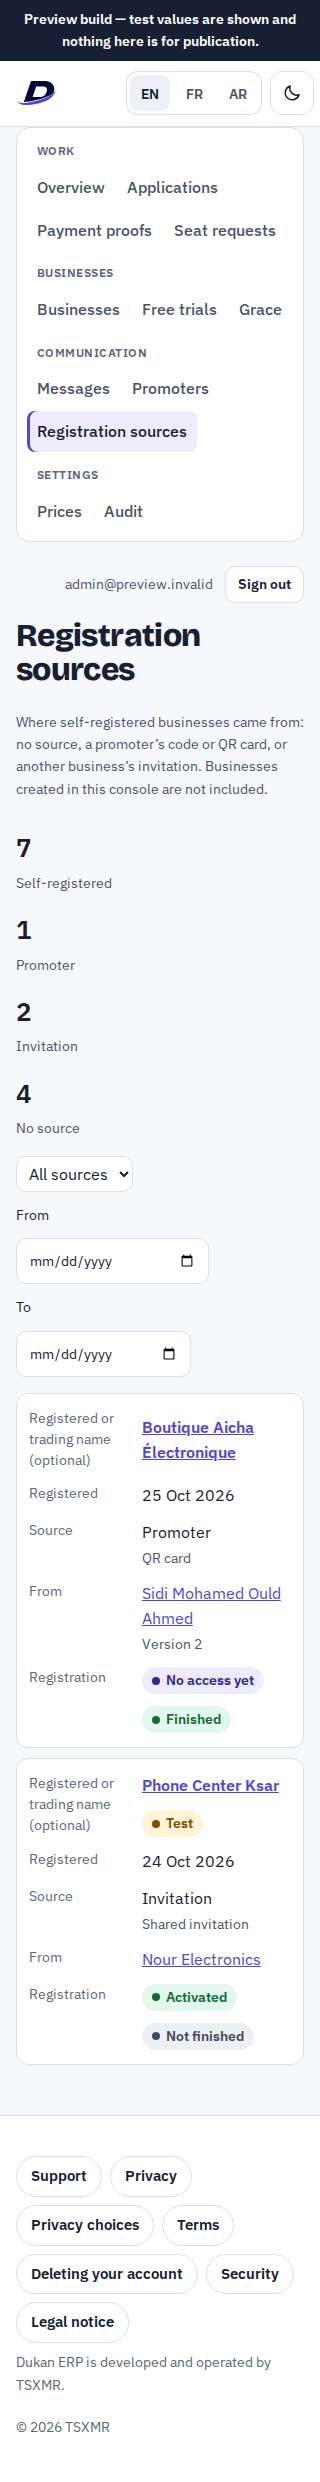 Preview build — test values are shown and
nothing here is for publication.
D
EN FR AR
WORK
Overview Applications
Payment proofs Seat requests
BUSINESSES
Businesses Free trials Grace
COMMUNICATION
Messages Promoters
Registration sources
SETTINGS
Prices Audit
admin@preview.invalid Sign out
Registration
sources
Where self-registered businesses came from:
no source, a promoter’s code or QR card, or
another business’s invitation. Businesses
created in this console are not included.
7
Self-registered
1
Promoter
2
Invitation
4
No source
All sources
From
mm/dd/yyyy
To
mm/dd/yyyy
Registered or
trading name
(optional)
Boutique Aicha
Électronique
Registered 25 Oct 2026
Source Promoter
QR card
From Sidi Mohamed Ould
Ahmed
Version 2
Registration No access yet
Finished
Registered or
trading name
(optional)
Phone Center Ksar
Test
Registered 24 Oct 2026
Source Invitation
Shared invitation
From Nour Electronics
Registration Activated
Not finished
Support Privacy
Privacy choices Terms
Deleting your account Security
Legal notice
Dukan ERP is developed and operated by
TSXMR.
© 2026 TSXMR